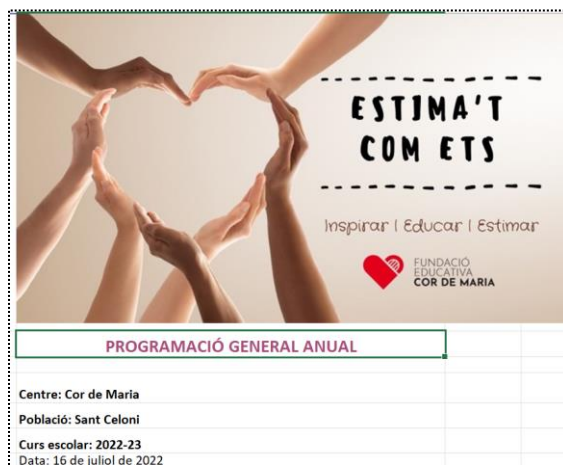 ESTIMA'T
COM ETS
Inspirar | Educar | Estimar
FUNDACIÓ
EDUCATIVA
COR DE MARIA
PROGRAMACIÓ GENERAL ANUAL
Centre: Cor de Maria
Població: Sant Celoni
Curs escolar: 2022-23
Data: 16 de juliol de 2022